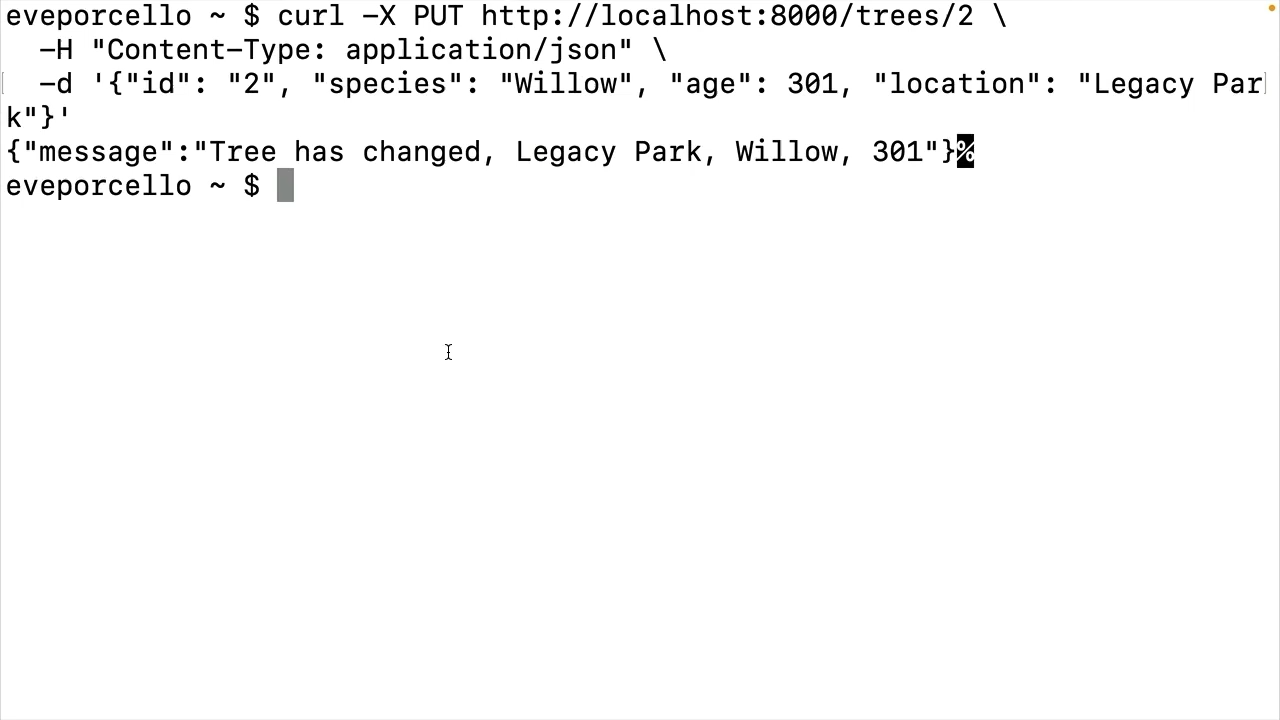 eveporcello ~ $ curl -X PUT http://localhost:8000/trees/2 \
  -H "Content-Type: application/json" \
  -d '{"id": "2", "species": "Willow", "age": 301, "location": "Legacy Par
k"}'
{"message":"Tree has changed, Legacy Park, Willow, 301"}%
eveporcello ~ $